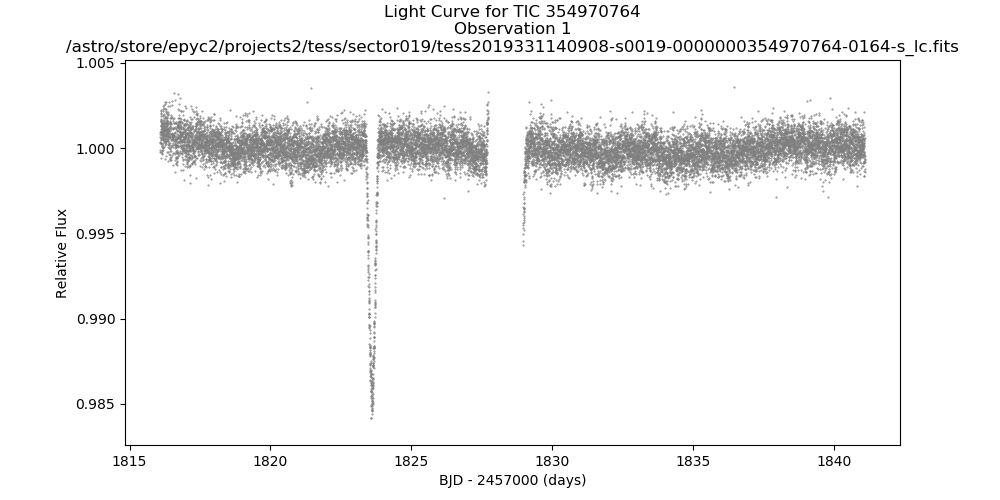 Light Curve for TIC 354970764
Observation 1
/astro/store/epyc2/projects2/tess/sector019/tess2019331140908-s0019-0000000354970764-0164-s_lc.fits
1.005
1.000
0.995
0.990
0.985
Relative Flux
1815 1820 1825 1830 1835 1840
BJD - 2457000 (days)